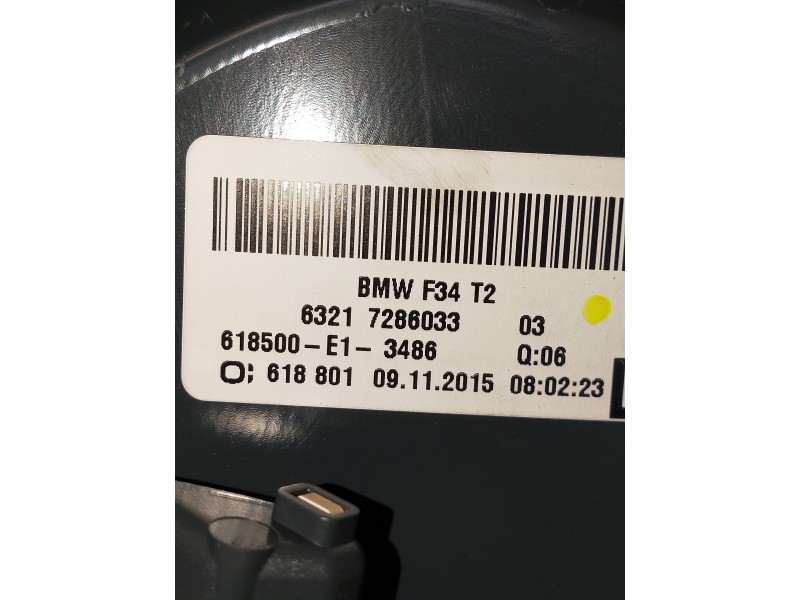 BMW F34 T2
6321 7286033 03
618500-E1- 3486 Q:06
O; 618 801 09.11.2015 08:02:23